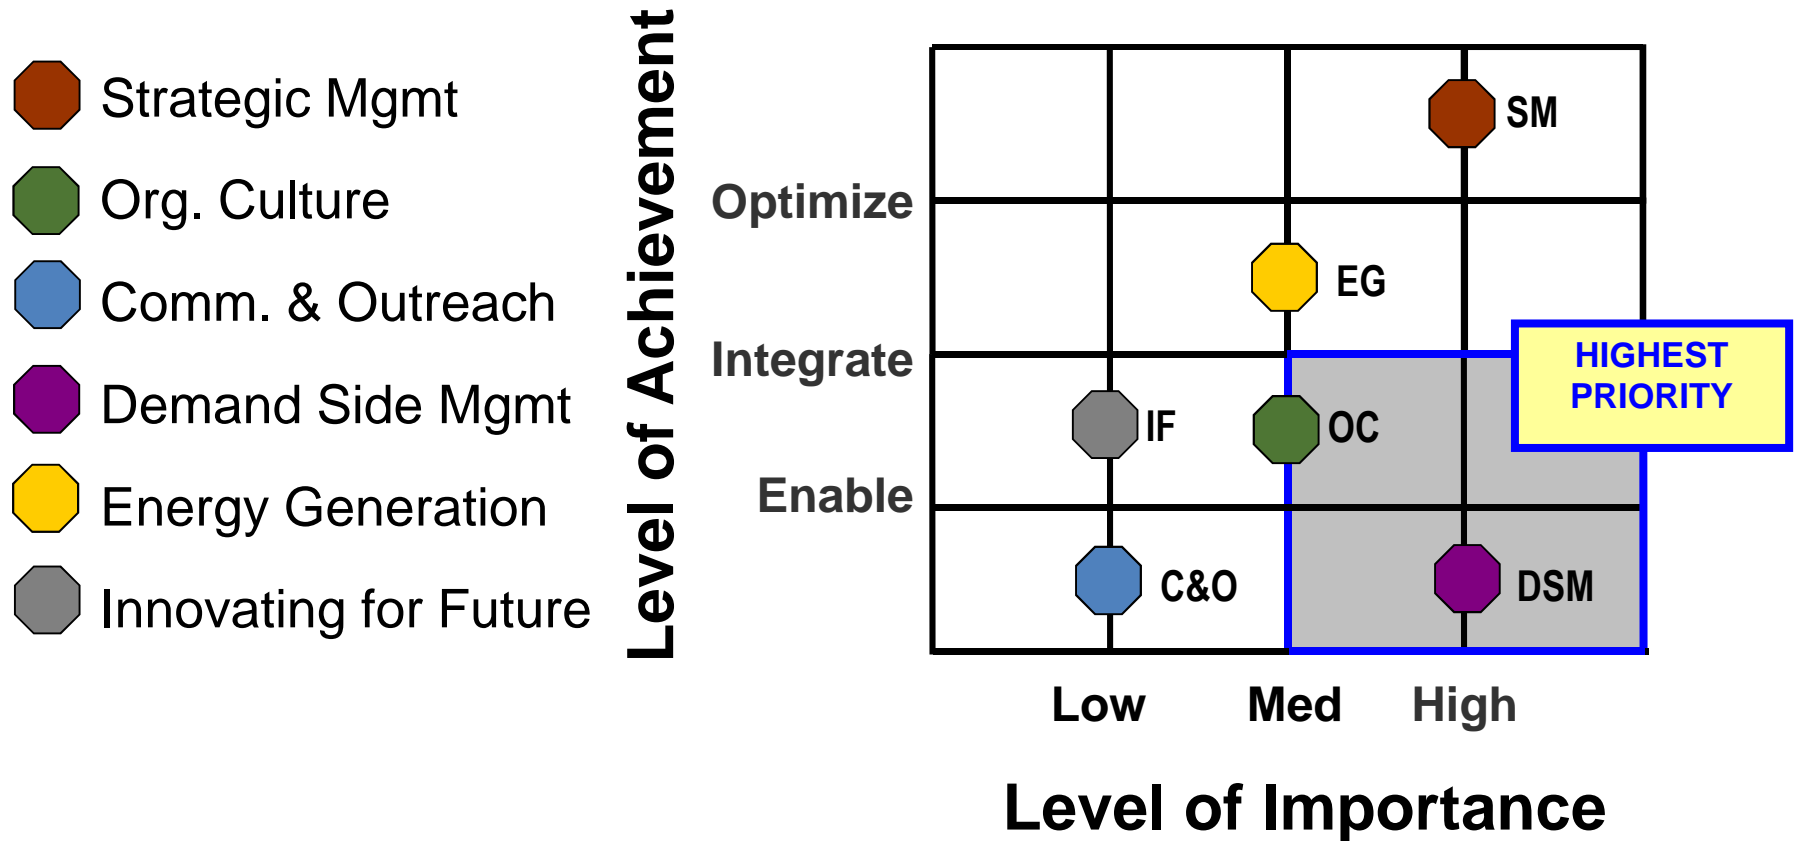 Strategic Mgmt
Org. Culture
Comm. & Outreach
Demand Side Mgmt
Energy Generation
Innovating for Future
Level of Achievement
Optimize
Integrate
Enable
SM
EG
HIGHEST
PRIORITY
IF
OC
C&O
DSM
Low
Med
High
Level of Importance